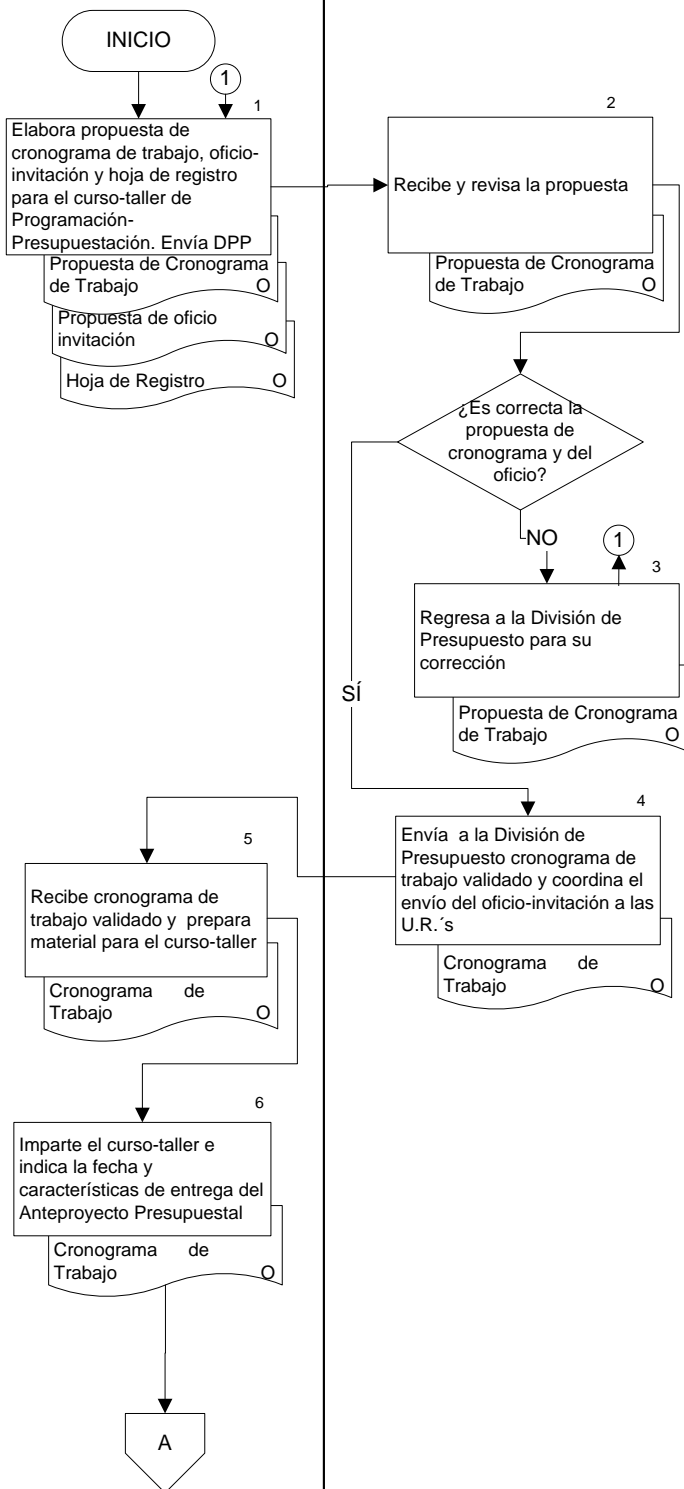 INICIO
1
1
Elabora propuesta de
cronograma de trabajo, oficio-
invitación y hoja de registro
para el curso-taller de
Programación-
Presupuestación. Envía DPP
Propuesta de Cronograma
de Trabajo O
Propuesta de oficio
invitación O
Hoja de Registro O
2
Recibe y revisa la propuesta
Propuesta de Cronograma
de Trabajo O
¿Es correcta la
propuesta de
cronograma y del
oficio?
NO
1
3
Regresa a la División de
Presupuesto para su
corrección
Propuesta de Cronograma
de Trabajo O
SÍ
4
Envía a la División de
Presupuesto cronograma de
trabajo validado y coordina el
envío del oficio-invitación a las
U.R.´s
Cronograma de
Trabajo O
5
Recibe cronograma de
trabajo validado y prepara
material para el curso-taller
Cronograma de
Trabajo O
6
Imparte el curso-taller e
indica la fecha y
característícas de entrega del
Anteproyecto Presupuestal
Cronograma de
Trabajo O
A